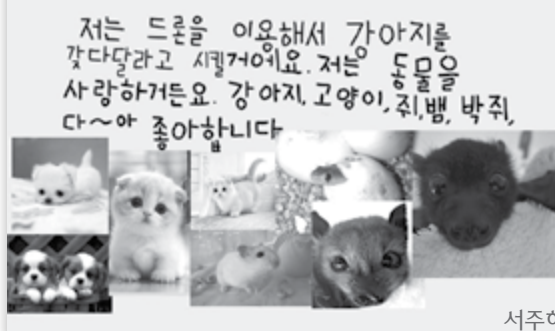 저는 드론을 이용해서 강아지를
갖다달라고 시킬거에요. 저는 동물을
사랑하거든요. 강아지, 고양이, 쥐, 뱀, 박쥐,
다~아 좋아합니다